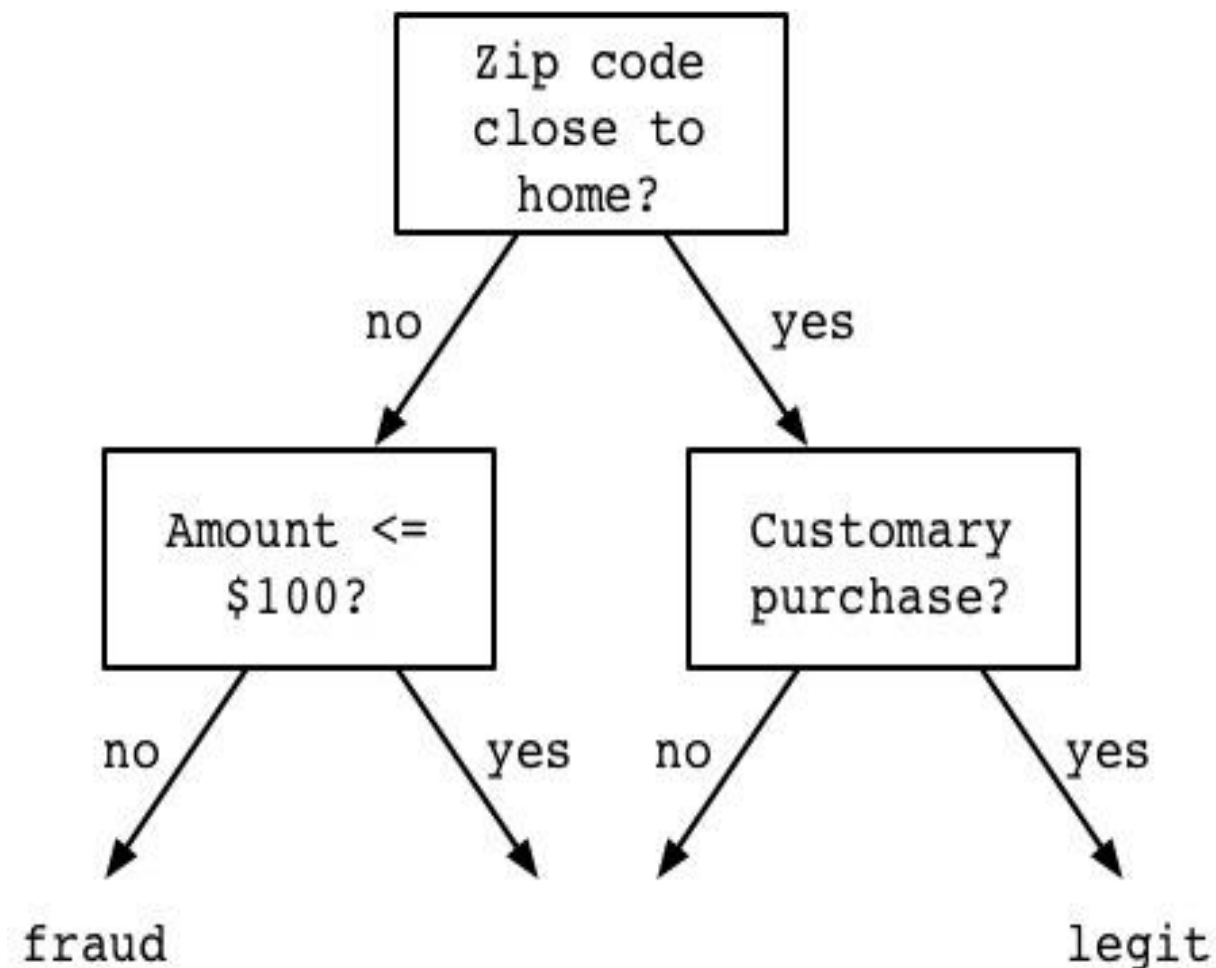 Zip code
close to
home?
no
yes
Amount <=
$100?
Customary
purchase?
no
yes
no
yes
fraud
legit